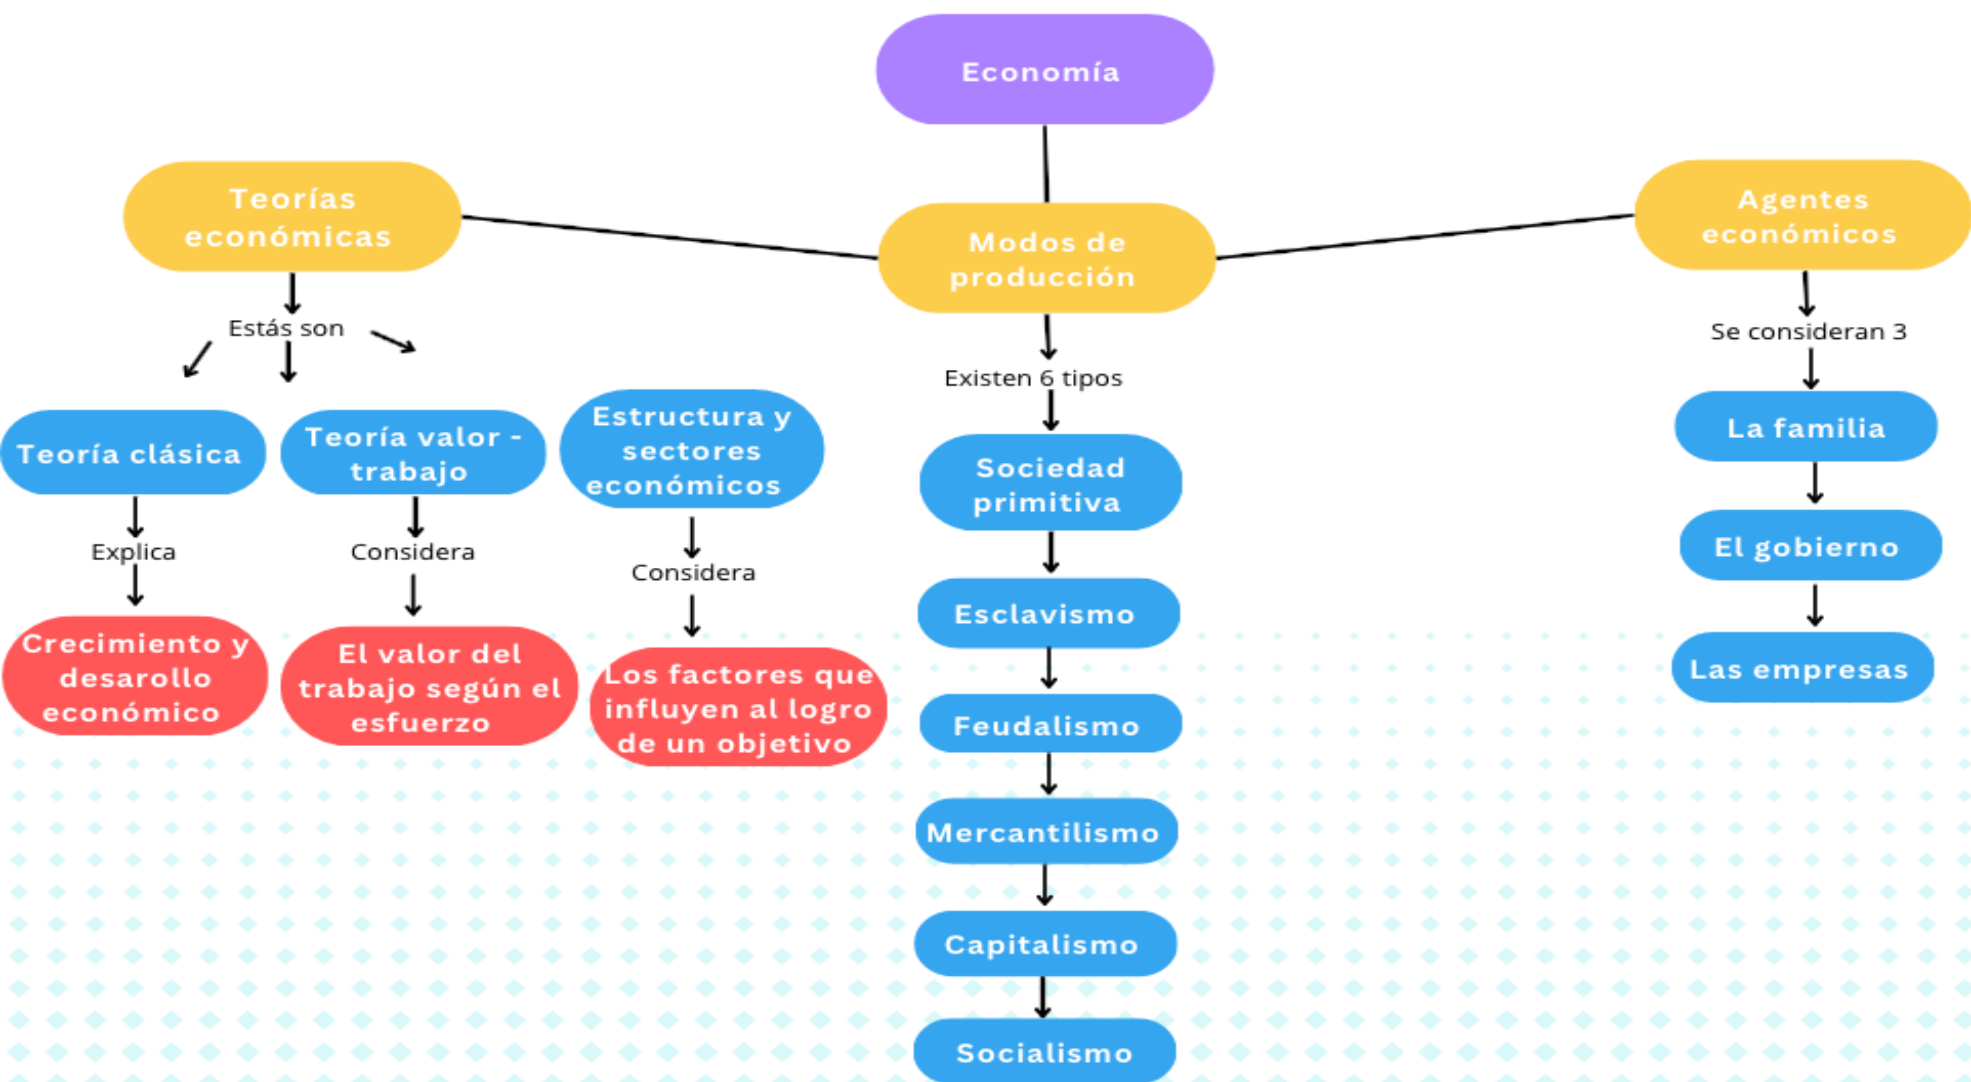 Economía
Teorías
económicas
Estás son
Teoría clásica
Explica
Crecimiento y
desarollo
económico
Teoría valor -
trabajo
Considera
El valor del
trabajo según el
esfuerzo
Estructura y
sectores
económicos
Considera
Los factores que
influyen al logro
de un objetivo
Modos de
producción
Existen 6 tipos
Sociedad
primitiva
Esclavismo
Feudalismo
Mercantilismo
Capitalismo
Socialismo
Agentes
económicos
Se consideran 3
La familia
El gobierno
Las empresas